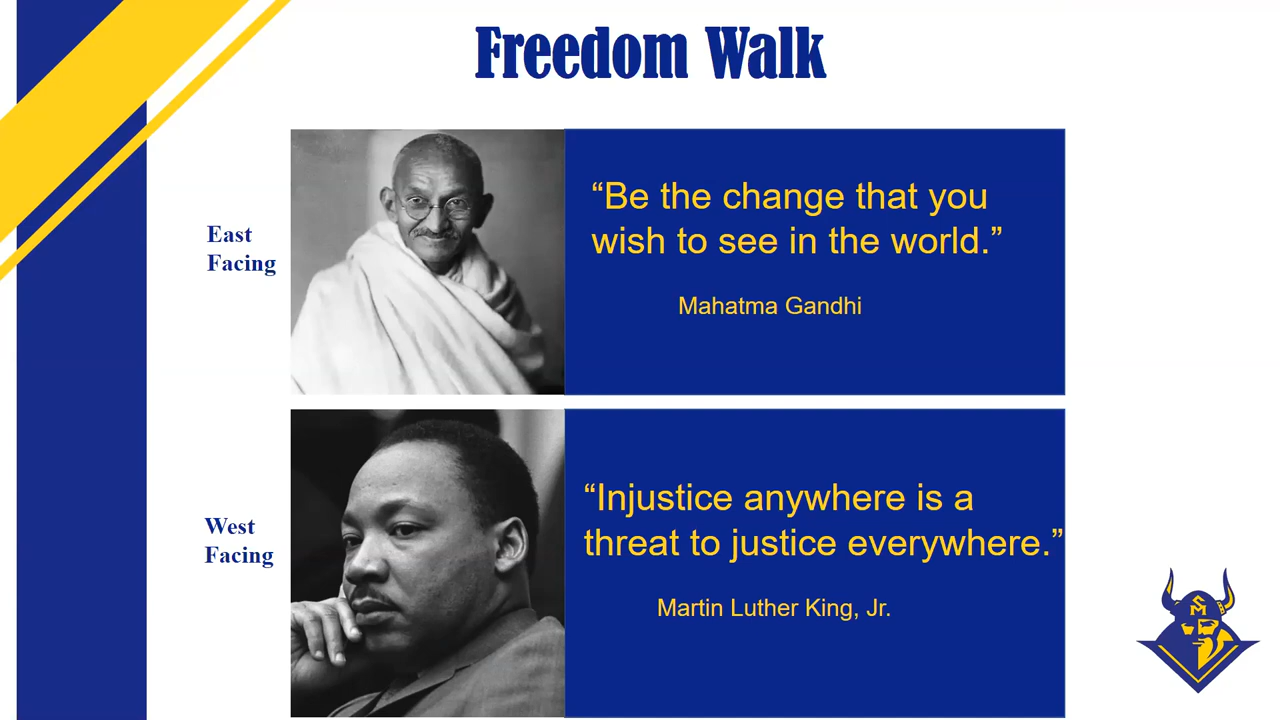 Freedom Walk
East
Facing
“Be the change that you
wish to see in the world.”
Mahatma Gandhi
West
Facing
“Injustice anywhere is a
threat to justice everywhere.”
Martin Luther King, Jr.
S
M